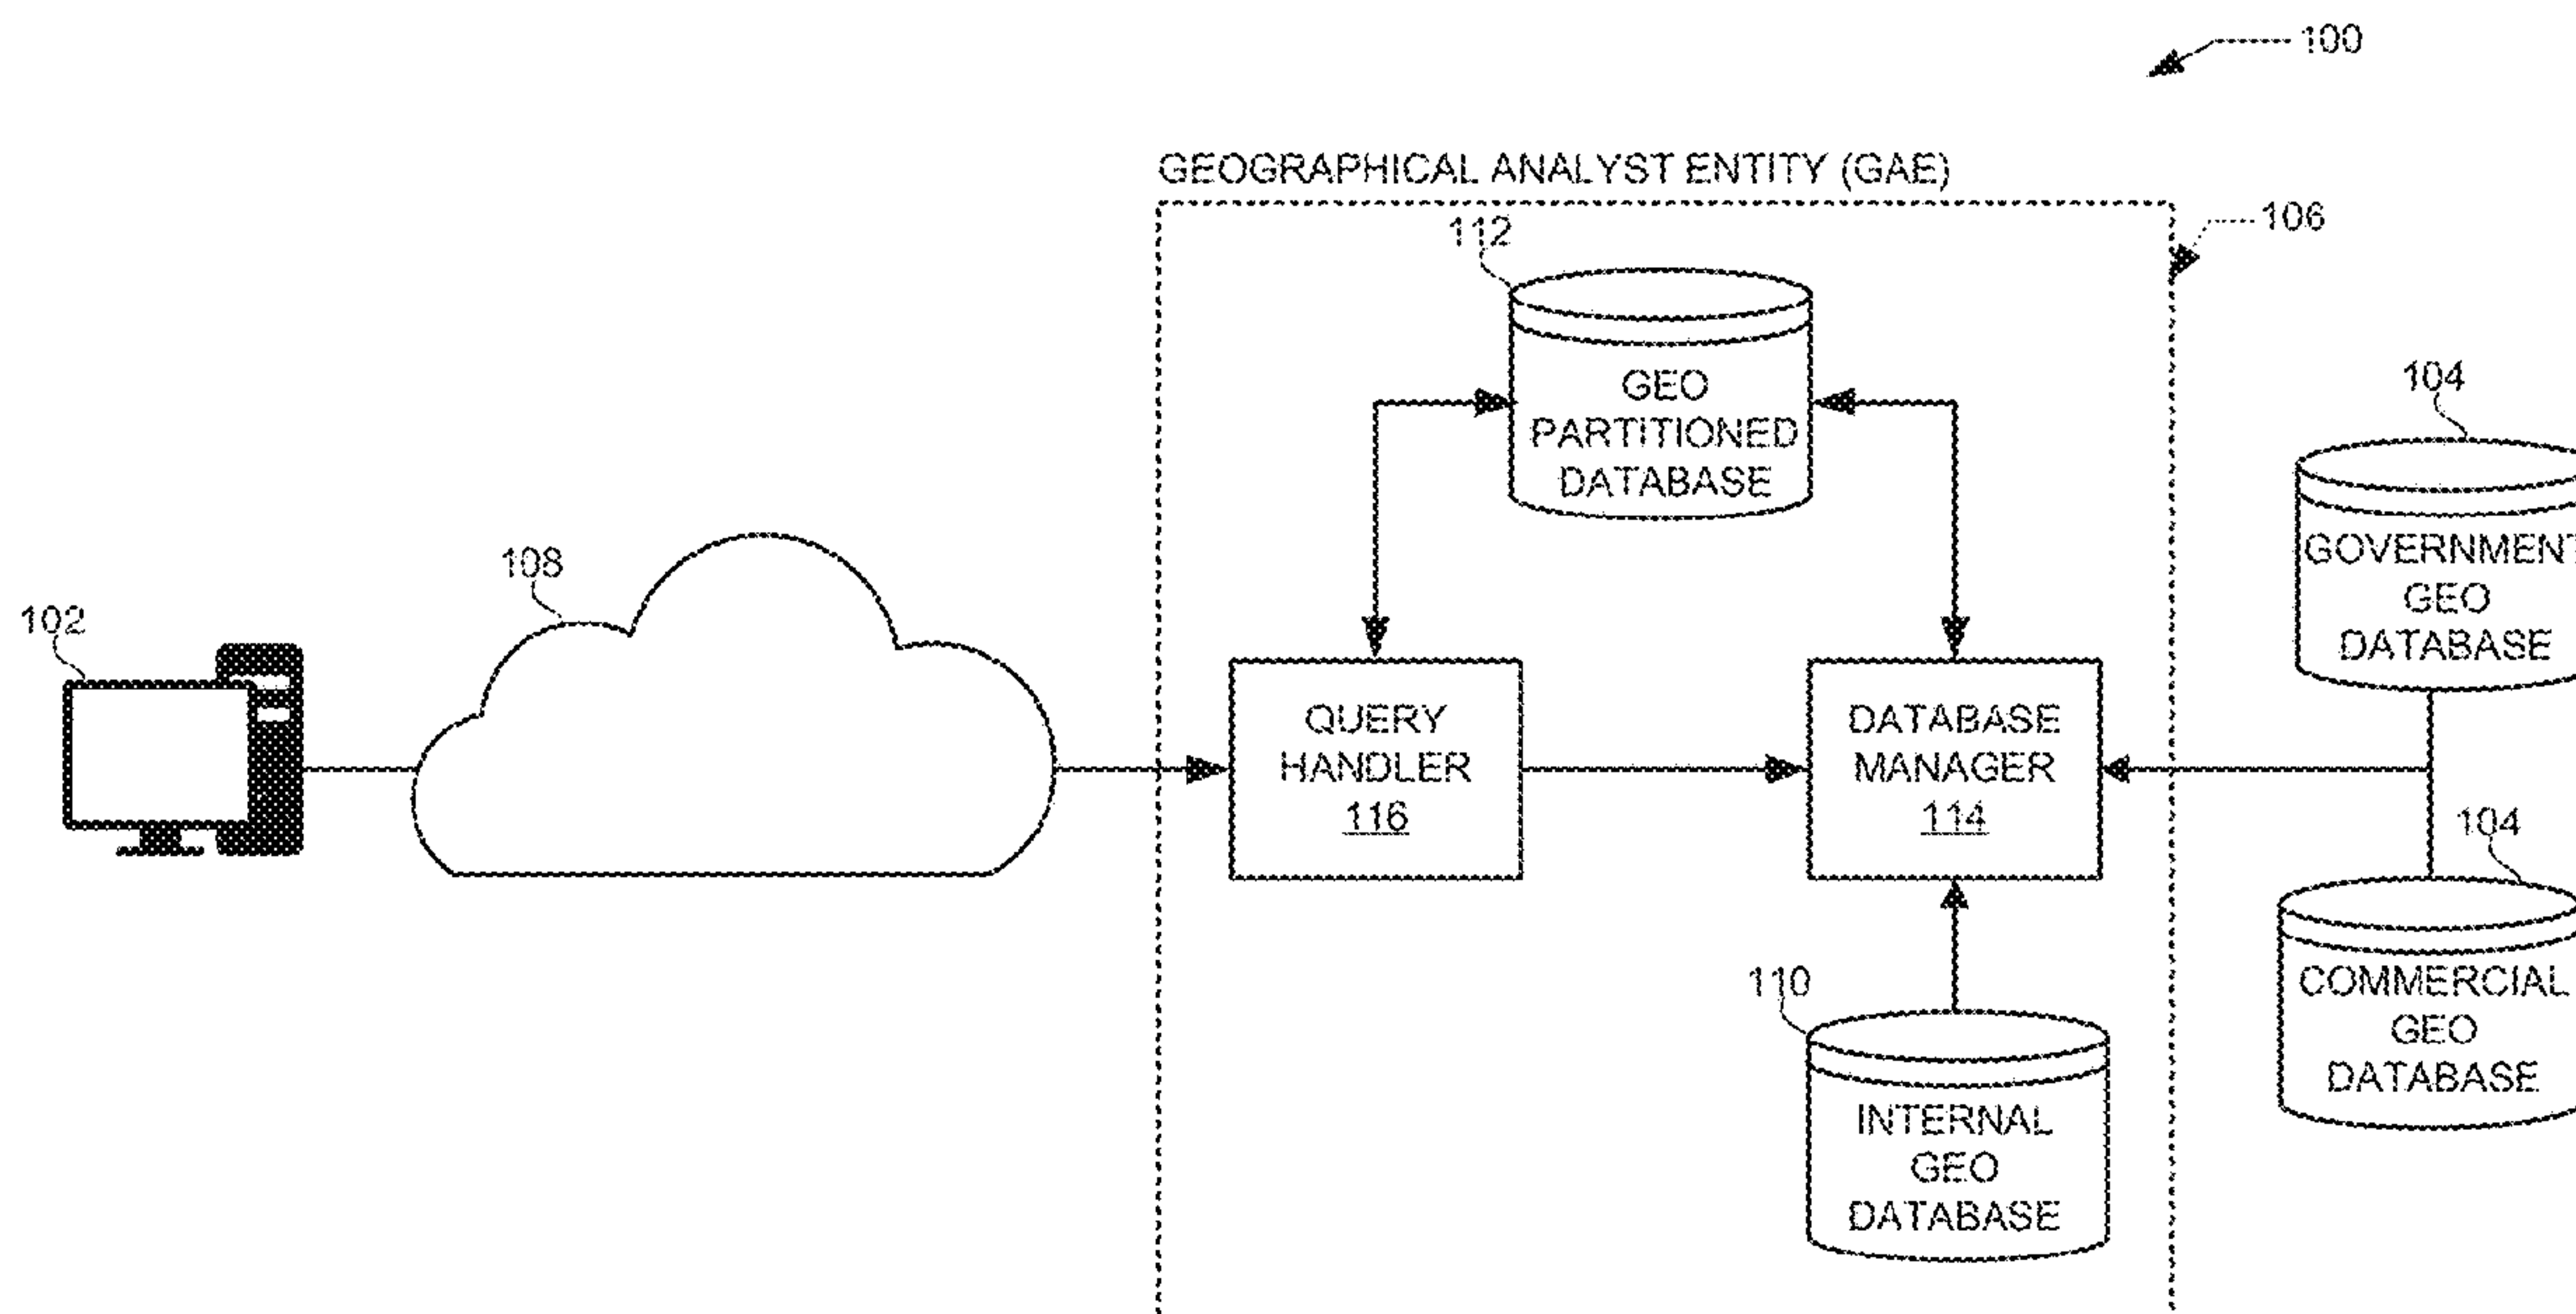 100
GEOGRAPHICAL ANALYST ENTITY (GAE)
106
112
GEO
PARTITIONED
DATABASE
104
GOVERNMENT
GEO
DATABASE
108
102
QUERY
HANDLER
116
DATABASE
MANAGER
114
104
COMMERCIAL
GEO
DATABASE
110
INTERNAL
GEO
DATABASE